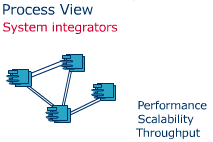 Process View
System integrators
Performance
Scalability
Throughput